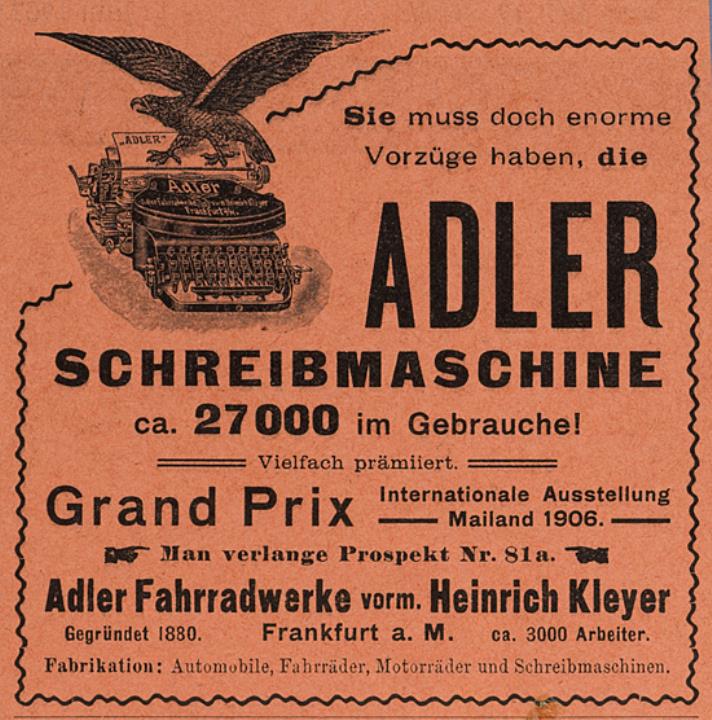 „ADLER"
Adler
Frankfurt a/M.
Sie muss doch enorme
Vorzüge haben, die
ADLER
SCHREIBMASCHINE
ca. 27000 im Gebrauche!
Vielfach prämiiert.
Grand Prix
Internationale Ausstellung
Mailand 1906.
Man verlange Prospekt Nr. 81a.
Adler Fahrradwerke vorm. Heinrich Kleyer
Gegründet 1880. Frankfurt a. M. ca. 3000 Arbeiter.
Fabrikation: Automobile, Fahrräder, Motorräder und Schreibmaschinen.